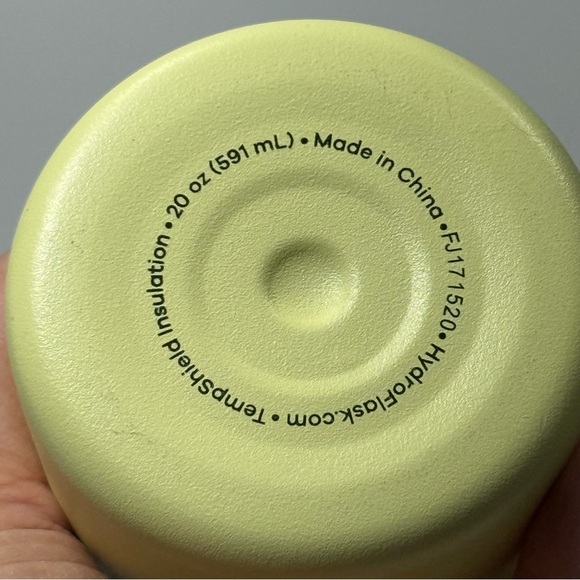 TempShield Insulation • 20 oz (591 mL) • Made in China • FJ171520 • HydroFlask.com •